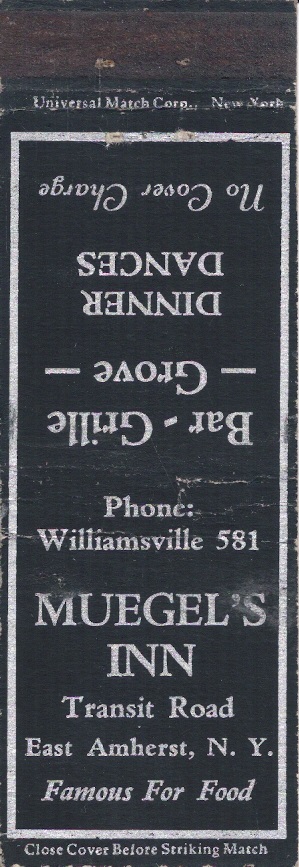 Universal Match Corp., New York
Bar - Grille
— Grove —
DINNER
DANCES
No Cover Charge
Phone:
Williamsville 581
MUEGEL'S
INN
Transit Road
East Amherst, N. Y.
Famous For Food
Close Cover Before Striking Match